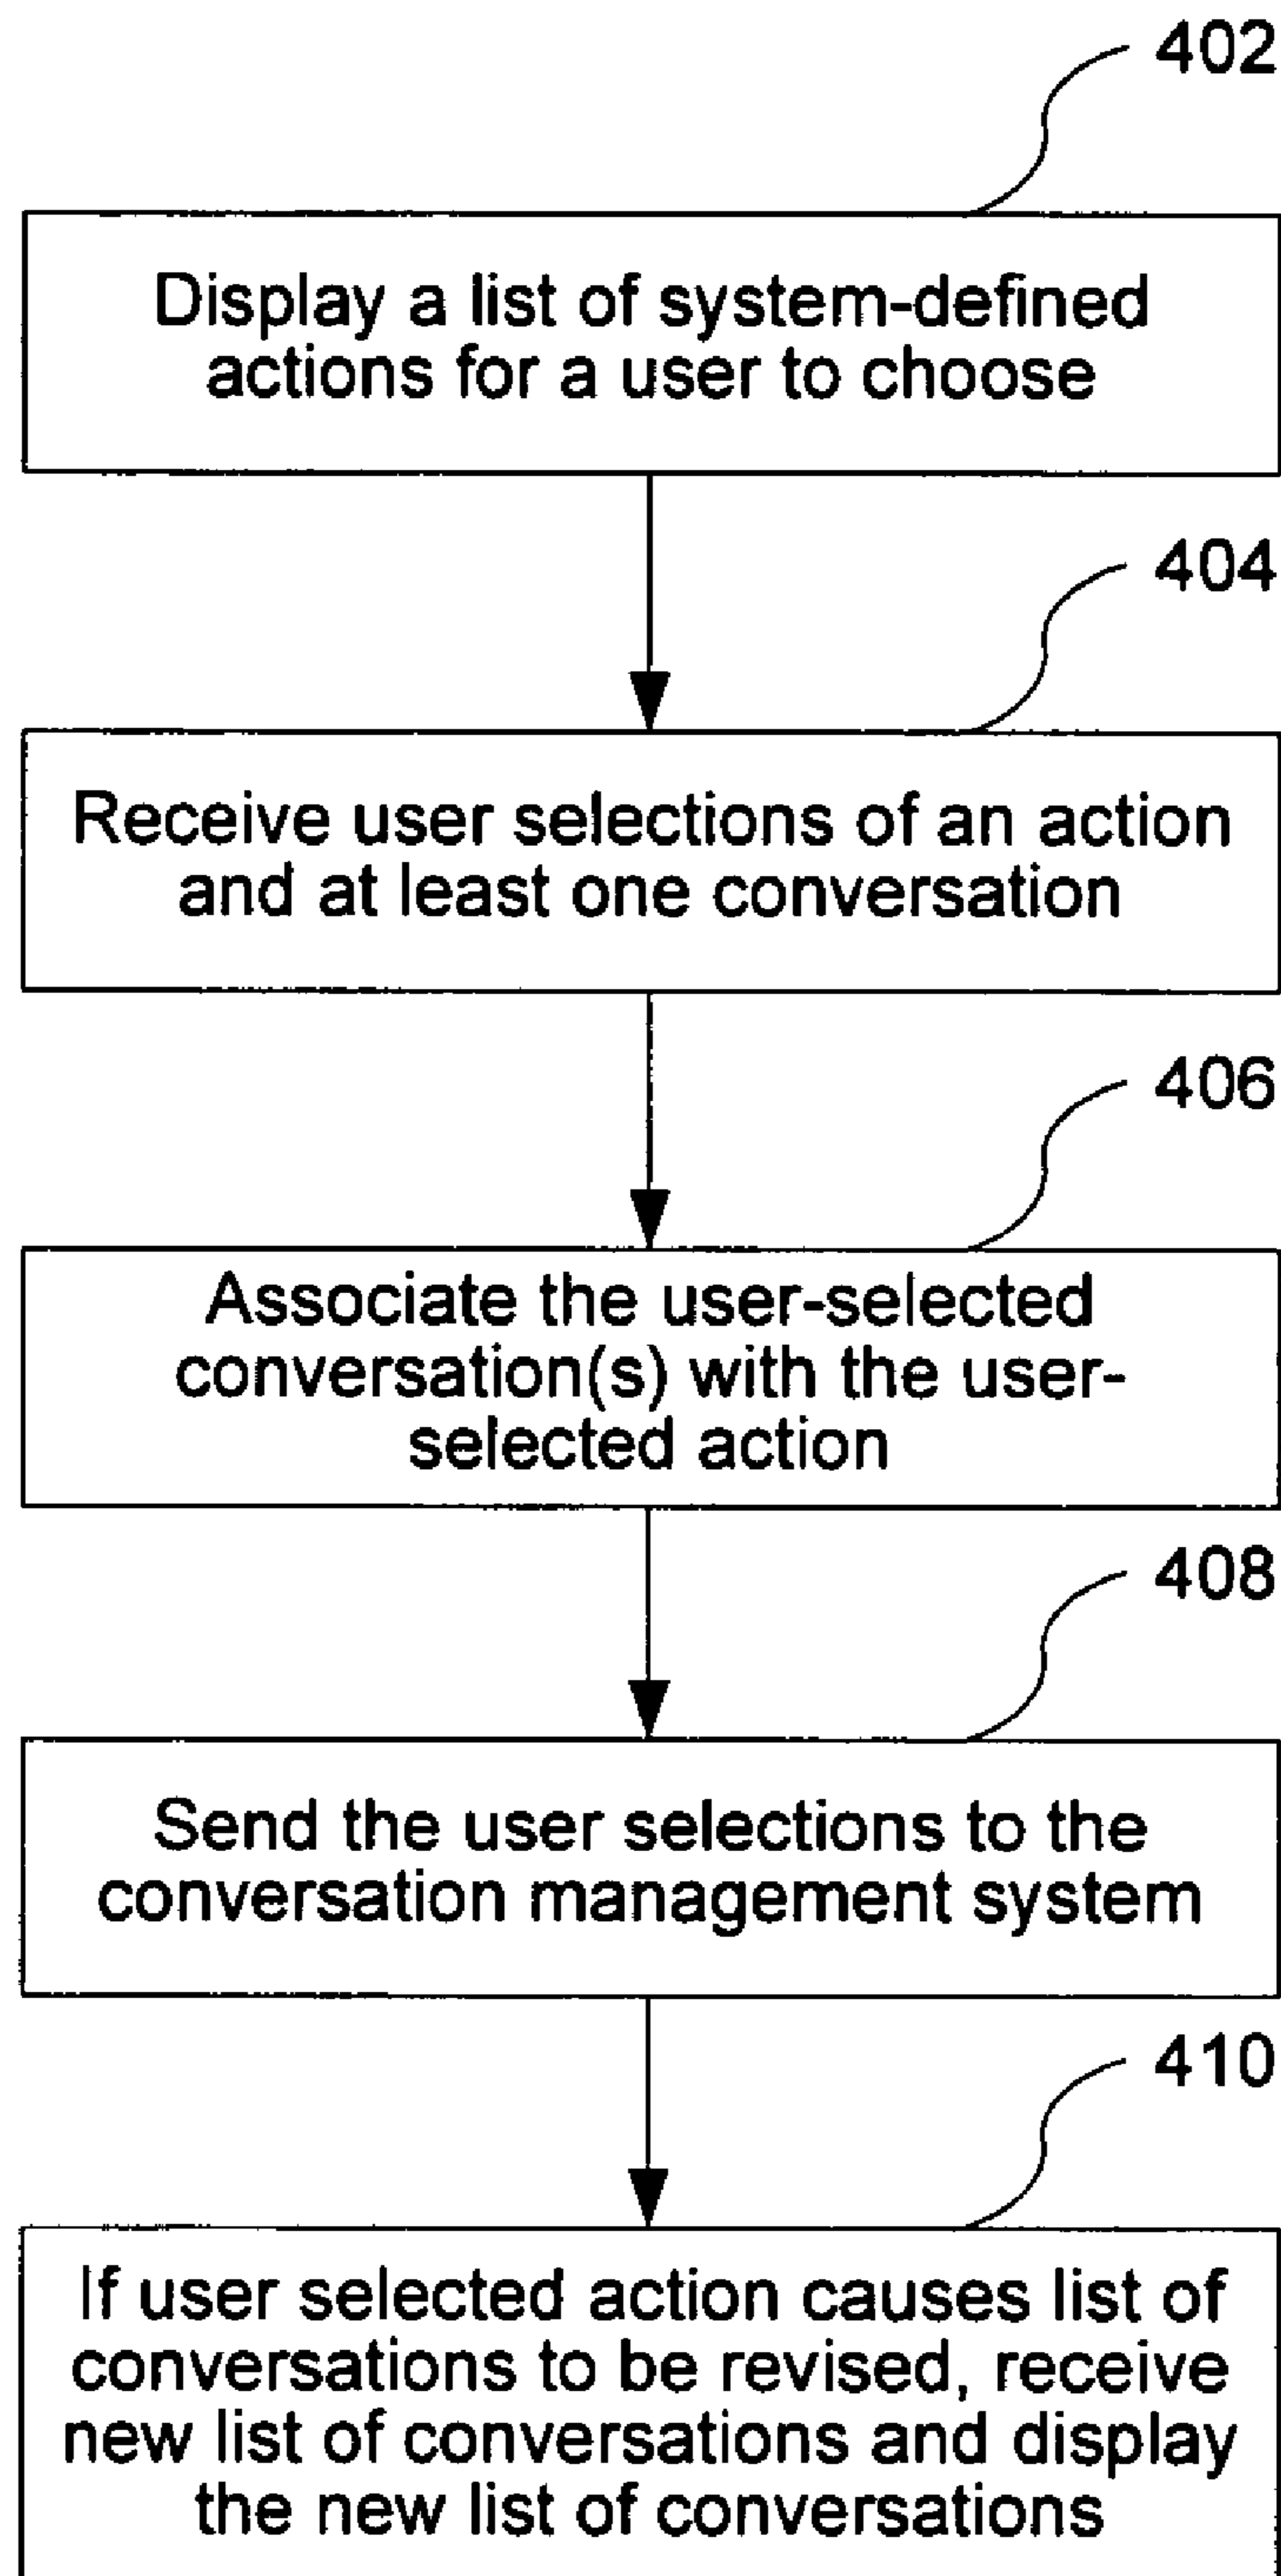 402
Display a list of system-defined
actions for a user to choose
404
Receive user selections of an action
and at least one conversation
406
Associate the user-selected
conversation(s) with the user-
selected action
408
Send the user selections to the
conversation management system
410
If user selected action causes list of
conversations to be revised, receive
new list of conversations and display
the new list of conversations